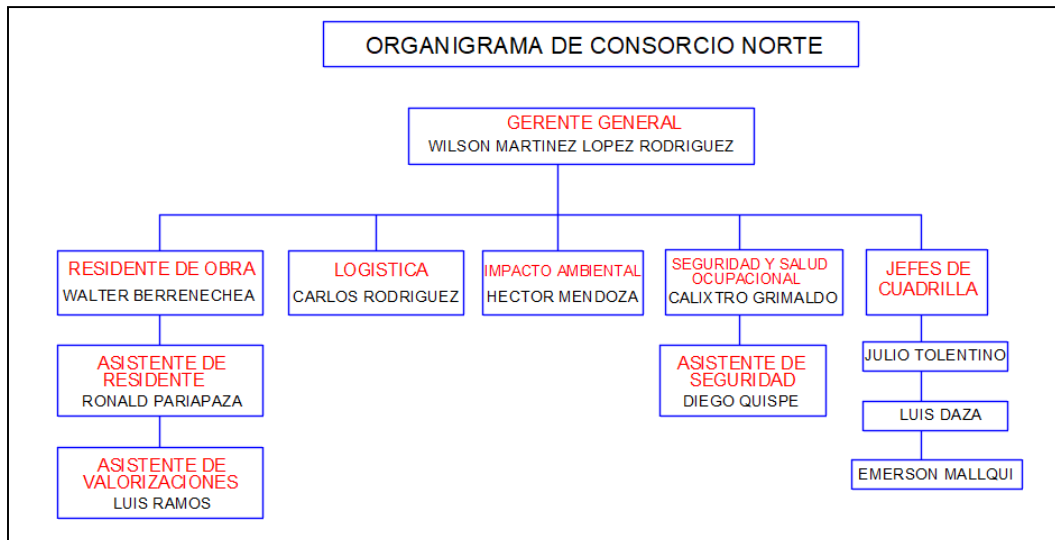 ORGANIGRAMA DE CONSORCIO NORTE
GERENTE GENERAL
WILSON MARTINEZ LOPEZ RODRIGUEZ
RESIDENTE DE OBRA
WALTER BERRENECHEA
LOGISTICA
CARLOS RODRIGUEZ
IMPACTO AMBIENTAL
HECTOR MENDOZA
SEGURIDAD Y SALUD
OCUPACIONAL
CALIXTRO GRIMALDO
JEFES DE
CUADRILLA
ASISTENTE DE
RESIDENTE
RONALD PARIAPAZA
ASISTENTE DE
SEGURIDAD
DIEGO QUISPE
JULIO TOLENTINO
LUIS DAZA
ASISTENTE DE
VALORIZACIONES
LUIS RAMOS
EMERSON MALLQUI